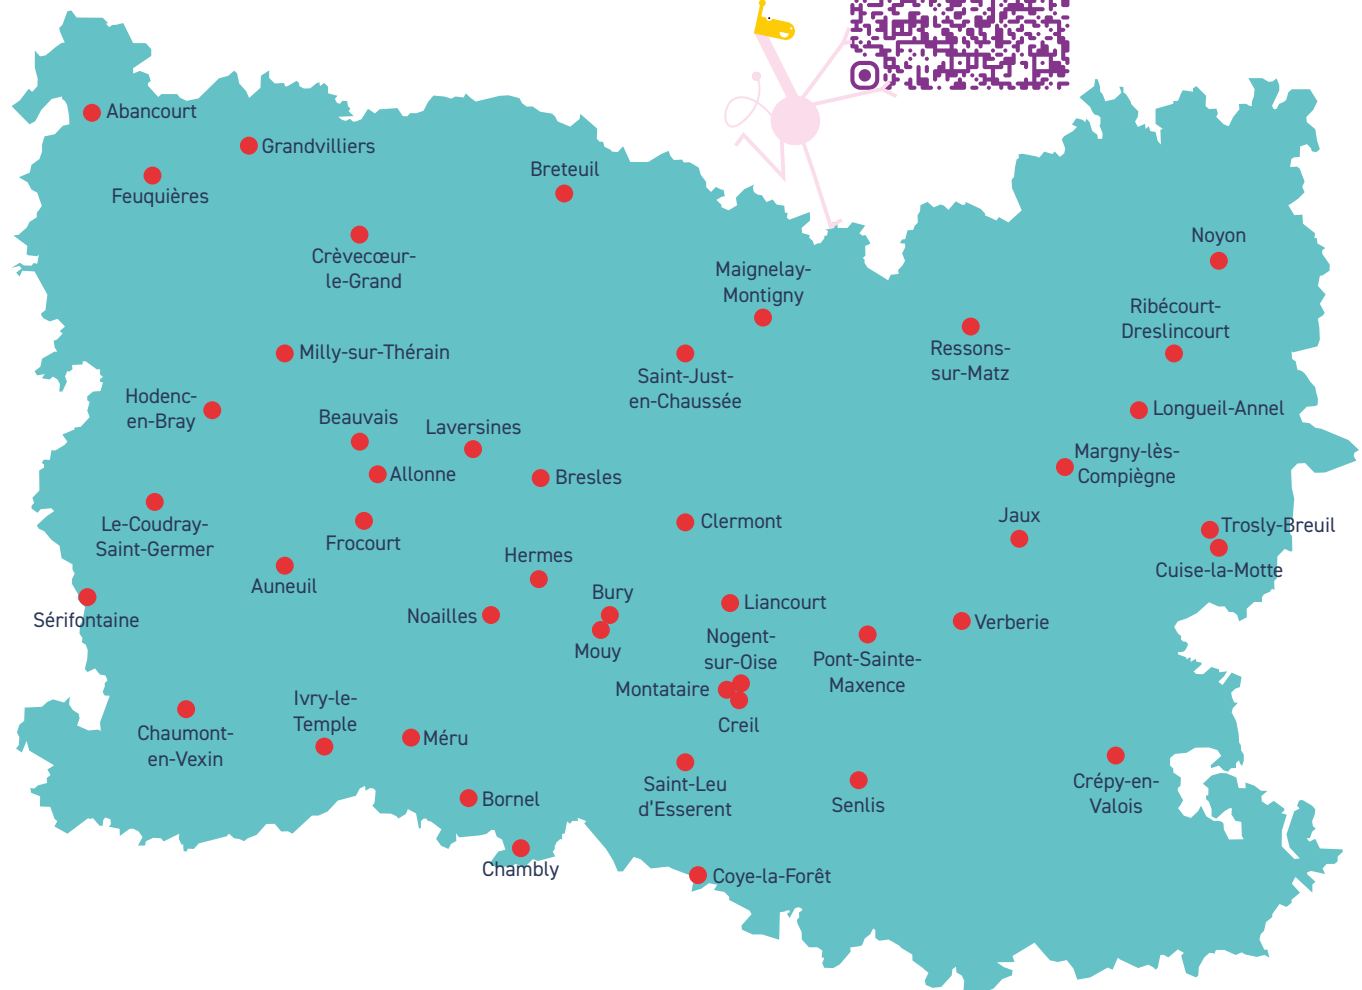 Abancourt
Grandvilliers
Breteuil
Feuquières
Noyon
Crèvecœur-
le-Grand
Maignelay-
Montigny
Ribécourt-
Dreslincourt
Ressons-
sur-Matz
Milly-sur-Thérain
Saint-Just-
en-Chaussée
Hodenc-
en-Bray
Longueil-Annel
Beauvais
Laversines
Margny-lès-
Compiègne
Allonne
Bresles
Le-Coudray-
Saint-Germer
Frocourt
Clermont
Jaux
Trosly-Breuil
Cuise-la-Motte
Hermes
Auneuil
Bury
Liancourt
Sérifontaine
Noailles
Verberie
Mouy
Nogent-
sur-Oise
Pont-Sainte-
Maxence
Montataire
Creil
Ivry-le-
Temple
Chaumont-
en-Vexin
Méru
Saint-Leu
d'Esserent
Senlis
Crépy-en-
Valois
Bornel
Chambly
Coye-la-Forêt